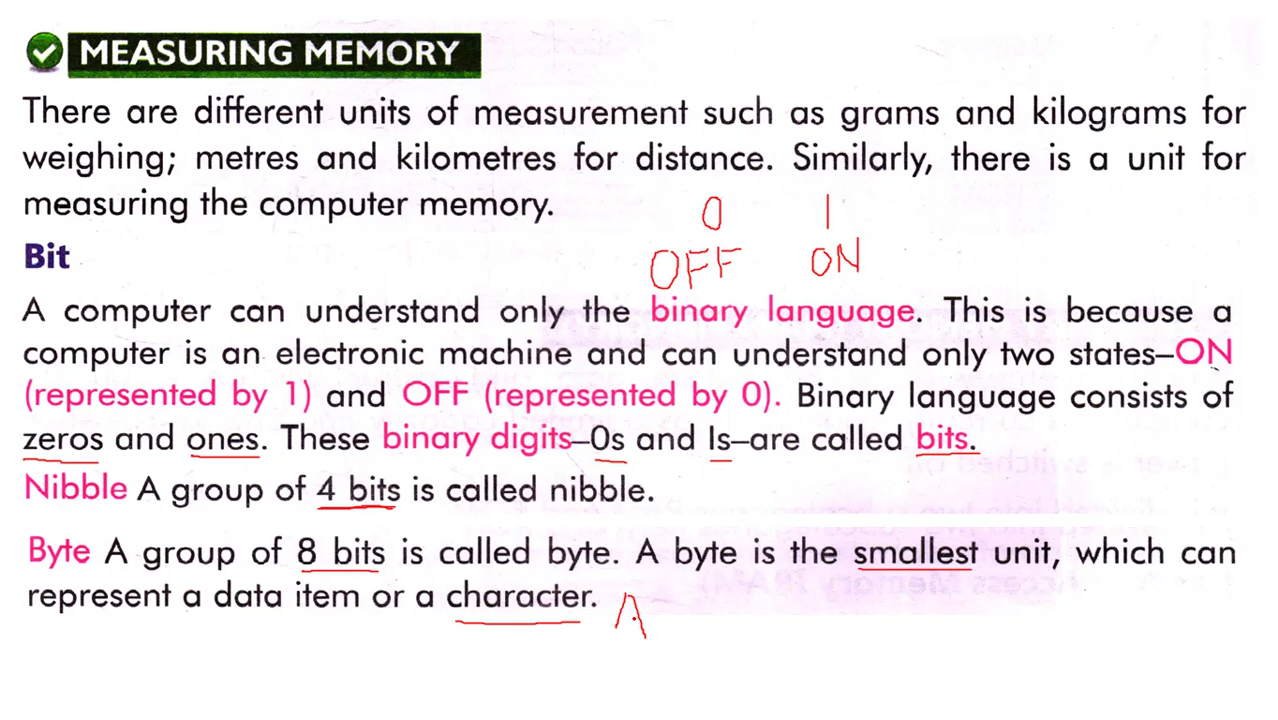 MEASURING MEMORY
There are different units of measurement such as grams and kilograms for
weighing; metres and kilometres for distance. Similarly, there is a unit for
measuring the computer memory.
0 1
Bit
OFF ON
A computer can understand only the binary language. This is because a
computer is an electronic machine and can understand only two states–ON
(represented by 1) and OFF (represented by 0). Binary language consists of
zeros and ones. These binary digits–0s and 1s–are called bits.
Nibble A group of 4 bits is called nibble.
Byte A group of 8 bits is called byte. A byte is the smallest unit, which can
represent a data item or a character.
A